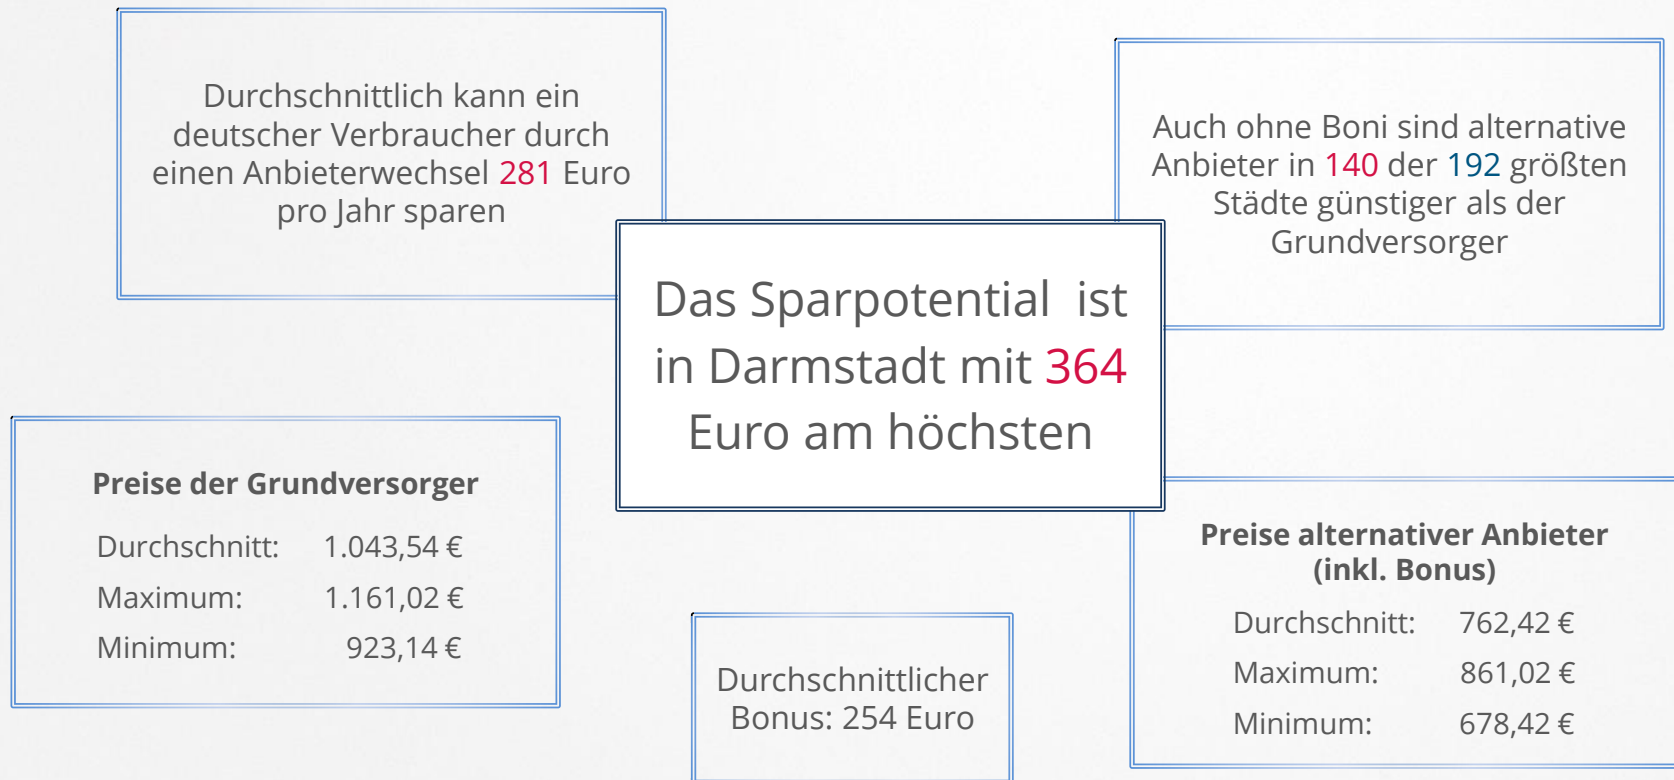 Durchschnittlich kann ein
deutscher Verbraucher durch
einen Anbieterwechsel 281 Euro
pro Jahr sparen
Auch ohne Boni sind alternative
Anbieter in 140 der 192 größten
Städte günstiger als der
Grundversorger
Das Sparpotential ist
in Darmstadt mit 364
Euro am höchsten
Preise der Grundversorger
Durchschnitt: 1.043,54 €
Maximum: 1.161,02 €
Minimum: 923,14 €
Durchschnittlicher
Bonus: 254 Euro
Preise alternativer Anbieter
(inkl. Bonus)
Durchschnitt: 762,42 €
Maximum: 861,02 €
Minimum: 678,42 €